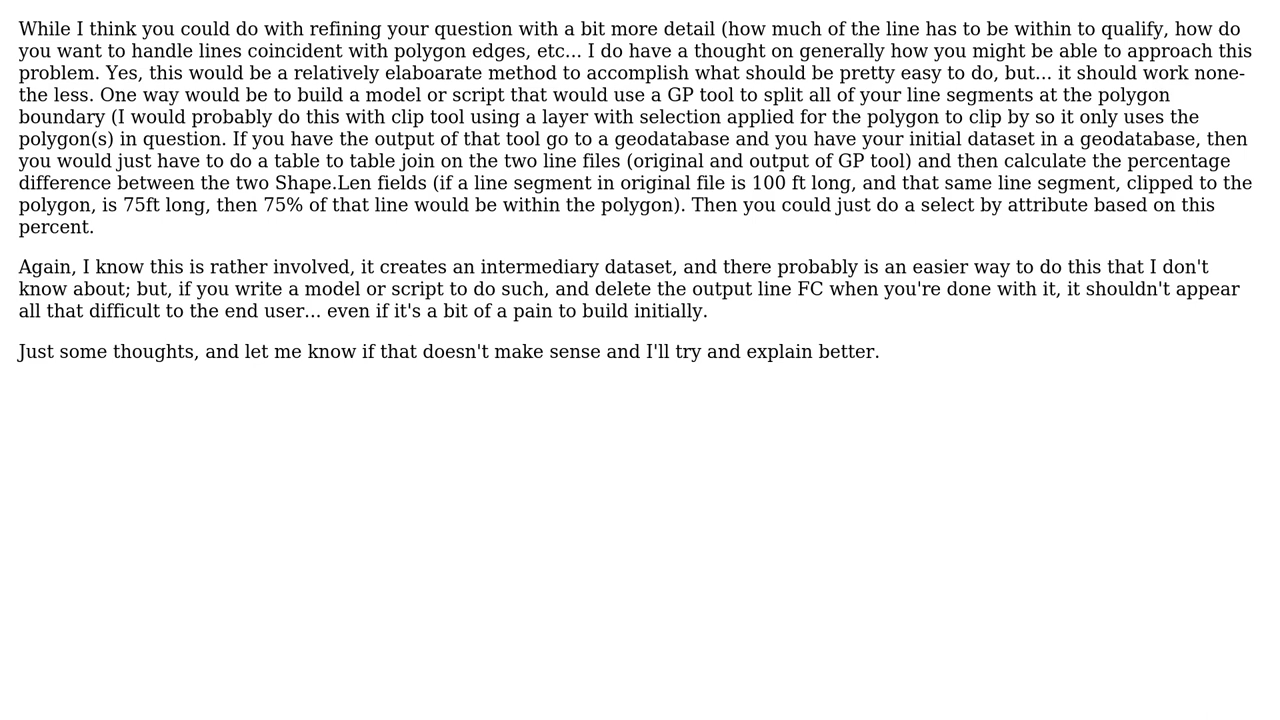 While I think you could do with refining your question with a bit more detail (how much of the line has to be within to qualify, how do
you want to handle lines coincident with polygon edges, etc... I do have a thought on generally how you might be able to approach this
problem. Yes, this would be a relatively elaboarate method to accomplish what should be pretty easy to do, but... it should work none-
the less. One way would be to build a model or script that would use a GP tool to split all of your line segments at the polygon
boundary (I would probably do this with clip tool using a layer with selection applied for the polygon to clip by so it only uses the
polygon(s) in question. If you have the output of that tool go to a geodatabase and you have your initial dataset in a geodatabase, then
you would just have to do a table to table join on the two line files (original and output of GP tool) and then calculate the percentage
difference between the two Shape.Len fields (if a line segment in original file is 100 ft long, and that same line segment, clipped to the
polygon, is 75ft long, then 75% of that line would be within the polygon). Then you could just do a select by attribute based on this
percent.
Again, I know this is rather involved, it creates an intermediary dataset, and there probably is an easier way to do this that I don't
know about; but, if you write a model or script to do such, and delete the output line FC when you're done with it, it shouldn't appear
all that difficult to the end user... even if it's a bit of a pain to build initially.
Just some thoughts, and let me know if that doesn't make sense and I'll try and explain better.